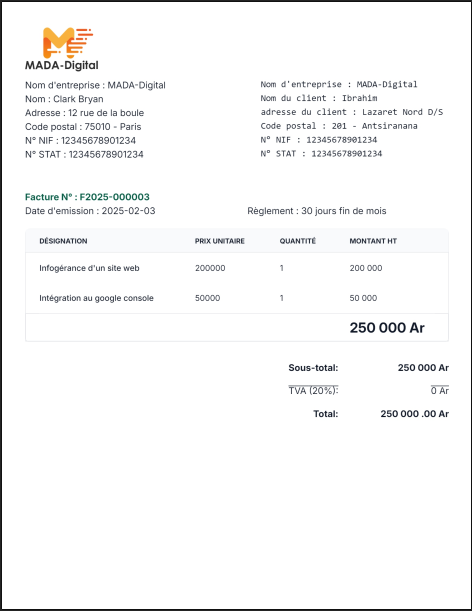 MADA-Digital
Nom d'entreprise : MADA-Digital
Nom : Clark Bryan
Adresse : 12 rue de la boule
Code postal : 75010 - Paris
N° NIF : 12345678901234
N° STAT : 12345678901234
Nom d'entreprise : MADA-Digital
Nom du client : Ibrahim
adresse du client : Lazaret Nord D/S
Code postal : 201 - Antsiranana
N° NIF : 12345678901234
N° STAT : 12345678901234
Facture N° : F2025-000003
Date d'emission : 2025-02-03 Règlement : 30 jours fin de mois
DÉSIGNATION PRIX UNITAIRE QUANTITÉ MONTANT HT
Infogérance d'un site web 200000 1 200 000
Intégration au google console 50000 1 50 000
250 000 Ar
Sous-total: 250 000 Ar
TVA (20%): 0 Ar
Total: 250 000 .00 Ar